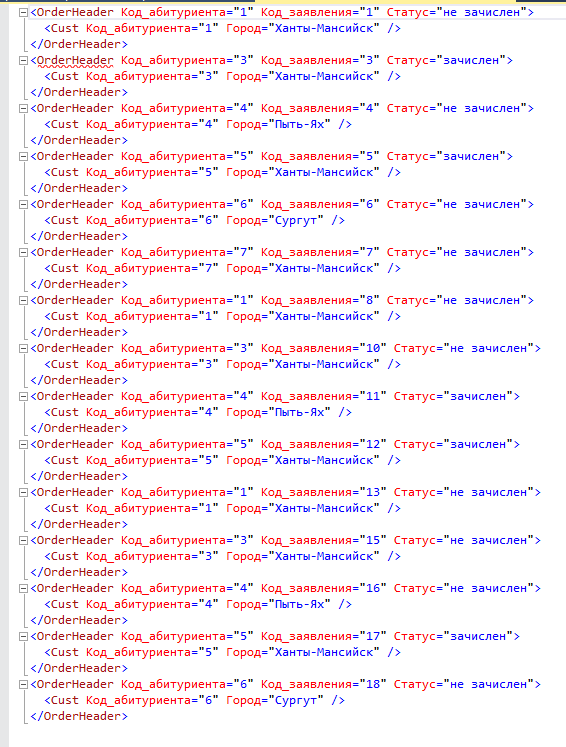 <OrderHeader Код_абитуриента="1" Код_заявления="1" Статус="не зачислен">
<Cust Код_абитуриента="1" Город="Ханты-Мансийск" />
</OrderHeader>
<OrderHeader Код_абитуриента="3" Код_заявления="3" Статус="зачислен">
<Cust Код_абитуриента="3" Город="Ханты-Мансийск" />
</OrderHeader>
<OrderHeader Код_абитуриента="4" Код_заявления="4" Статус="не зачислен">
<Cust Код_абитуриента="4" Город="Пыть-Ях" />
</OrderHeader>
<OrderHeader Код_абитуриента="5" Код_заявления="5" Статус="зачислен">
<Cust Код_абитуриента="5" Город="Ханты-Мансийск" />
</OrderHeader>
<OrderHeader Код_абитуриента="6" Код_заявления="6" Статус="не зачислен">
<Cust Код_абитуриента="6" Город="Сургут" />
</OrderHeader>
<OrderHeader Код_абитуриента="7" Код_заявления="7" Статус="не зачислен">
<Cust Код_абитуриента="7" Город="Ханты-Мансийск" />
</OrderHeader>
<OrderHeader Код_абитуриента="1" Код_заявления="8" Статус="не зачислен">
<Cust Код_абитуриента="1" Город="Ханты-Мансийск" />
</OrderHeader>
<OrderHeader Код_абитуриента="3" Код_заявления="10" Статус="не зачислен">
<Cust Код_абитуриента="3" Город="Ханты-Мансийск" />
</OrderHeader>
<OrderHeader Код_абитуриента="4" Код_заявления="11" Статус="зачислен">
<Cust Код_абитуриента="4" Город="Пыть-Ях" />
</OrderHeader>
<OrderHeader Код_абитуриента="5" Код_заявления="12" Статус="зачислен">
<Cust Код_абитуриента="5" Город="Ханты-Мансийск" />
</OrderHeader>
<OrderHeader Код_абитуриента="1" Код_заявления="13" Статус="не зачислен">
<Cust Код_абитуриента="1" Город="Ханты-Мансийск" />
</OrderHeader>
<OrderHeader Код_абитуриента="3" Код_заявления="15" Статус="не зачислен">
<Cust Код_абитуриента="3" Город="Ханты-Мансийск" />
</OrderHeader>
<OrderHeader Код_абитуриента="4" Код_заявления="16" Статус="не зачислен">
<Cust Код_абитуриента="4" Город="Пыть-Ях" />
</OrderHeader>
<OrderHeader Код_абитуриента="5" Код_заявления="17" Статус="зачислен">
<Cust Код_абитуриента="5" Город="Ханты-Мансийск" />
</OrderHeader>
<OrderHeader Код_абитуриента="6" Код_заявления="18" Статус="не зачислен">
<Cust Код_абитуриента="6" Город="Сургут" />
</OrderHeader>